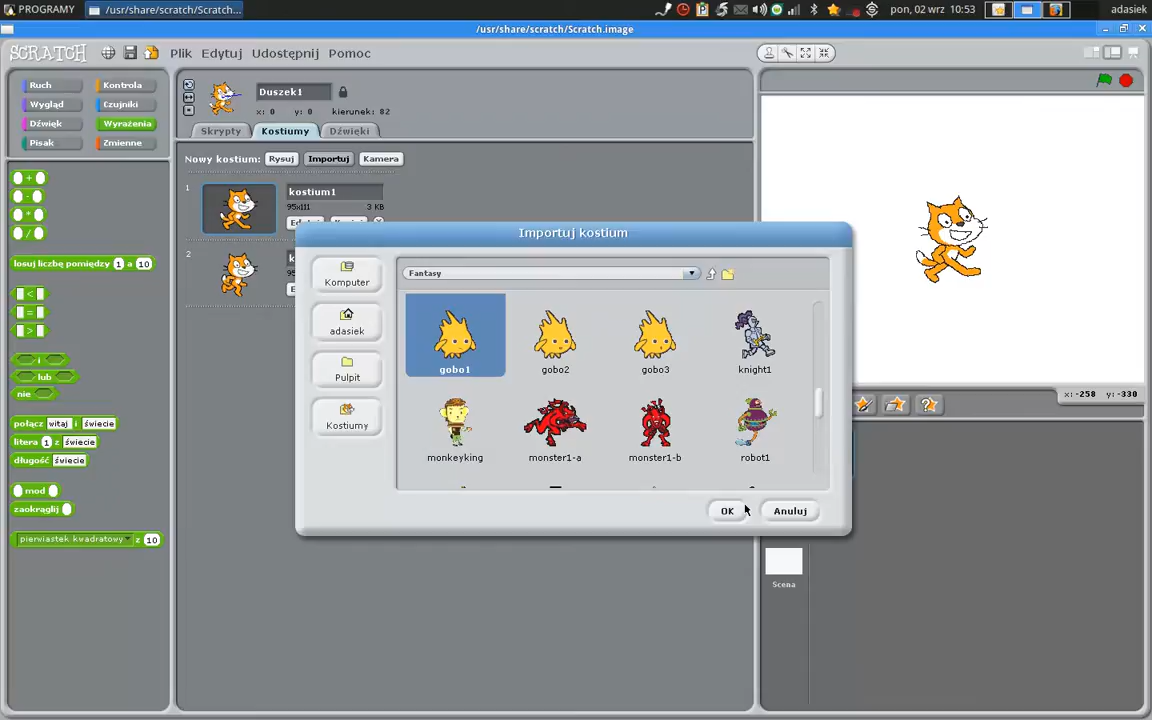 PROGRAMY
/usr/share/scratch/Scratch...
pon, 02 wrz 10:53
adasiek
/usr/share/scratch/Scratch.image
SCRATCH
Plik Edytuj Udostępnij Pomoc
Ruch Kontrola
Wygląd Czujniki
Dźwięk Wyrażenia
Pisak Zmienne
+
-
*
/
losuj liczbę pomiędzy 1 a 10
<
=
>
i
lub
nie
połącz witaj i świecie
litera 1 z świecie
długość świecie
mod
zaokrąglij
pierwiastek kwadratowy z 10
Duszek1
x: 0 y: 0 kierunek: 82
Skrypty Kostiumy Dźwięki
Nowy kostium: Rysuj Importuj Kamera
1
kostium1
95x111 3 KB
2
Importuj kostium
Komputer
adasiek
Pulpit
Kostiumy
Fantasy
gobo1 gobo2 gobo3 knight1
monkeyking monster1-a monster1-b robot1
OK Anuluj
x: -258 y: -330
Scena